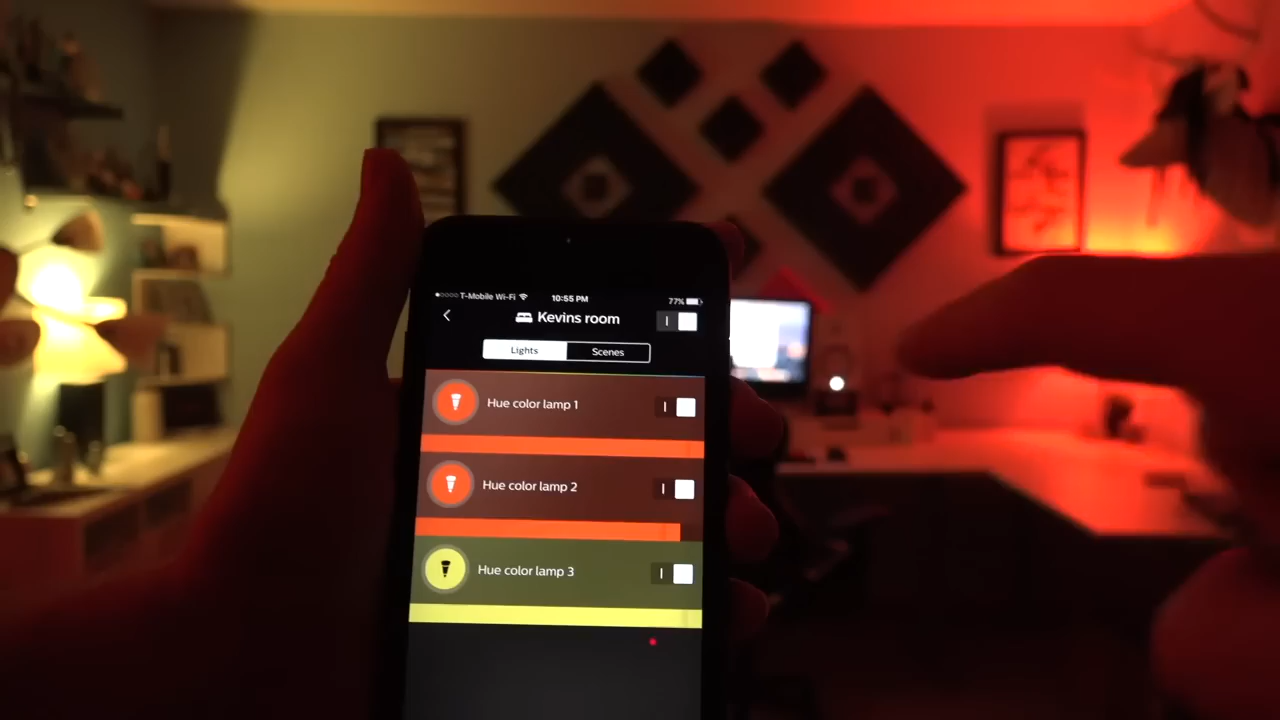 T-Mobile Wi-Fi 10:55 PM 77%
Kevins room
Lights Scenes
Hue color lamp 1
Hue color lamp 2
Hue color lamp 3